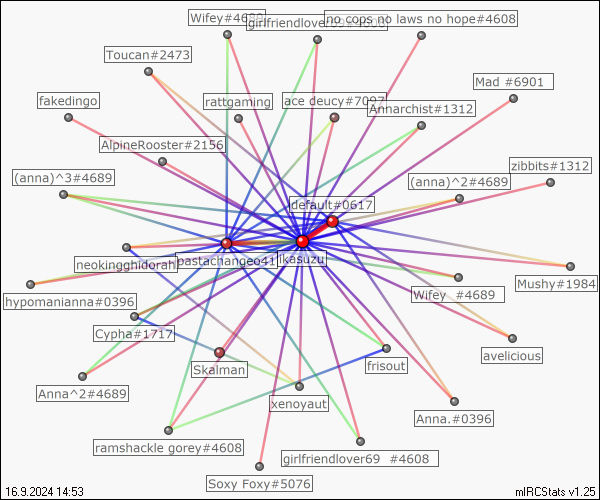 Wifey#4689
girlfriendlover69#4608
no cops no laws no hope#4608
Toucan#2473
Mad #6901
fakedingo
rattgaming
ace deucy#7097
Annarchist#1312
AlpineRooster#2156
zibbits#1312
(anna)^3#4689
(anna)^2#4689
default#0617
neokingghidorah
pastachangeo41
ikasuzu
hypomanianna#0396
Wifey  #4689
Mushy#1984
Cypha#1717
avelicious
Skalman
frisout
Anna^2#4689
xenoyaut
Anna.#0396
ramshackle gorey#4608
girlfriendlover69  #4608
Soxy Foxy#5076
16.9.2024 14:53
mIRCStats v1.25